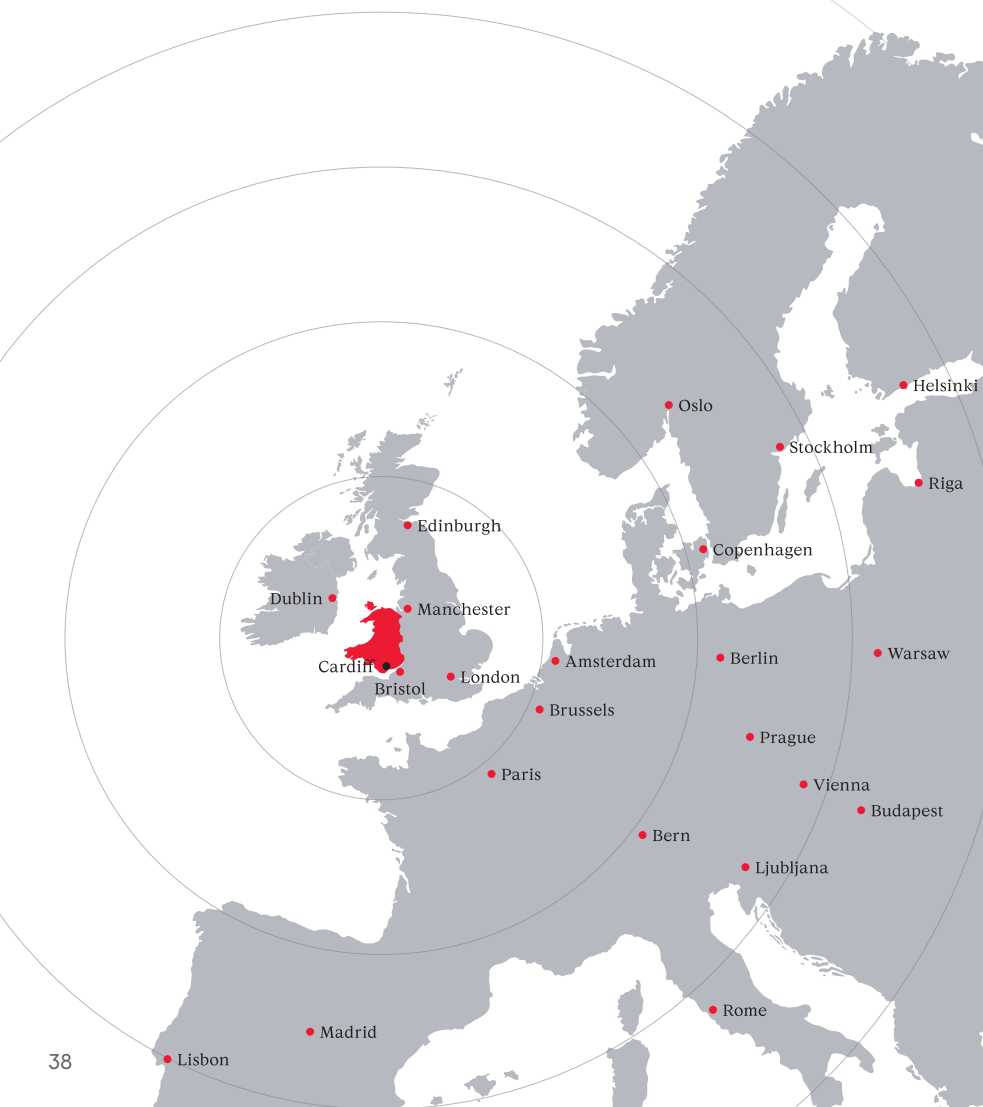 Helsinki
Oslo
Stockholm
Riga
Edinburgh
Copenhagen
Dublin
Manchester
Warsaw
Berlin
Amsterdam
Cardiff
London
Bristol
Brussels
Prague
Paris
Vienna
Budapest
Bern
Ljubljana
Rome
Madrid
Lisbon
38